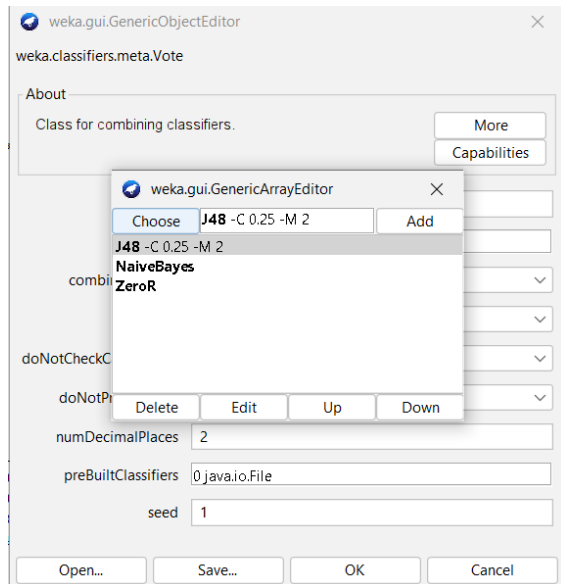 weka.gui.GenericObjectEditor
weka.classifiers.meta.Vote
About
Class for combining classifiers.
More
Capabilities
weka.gui.GenericArrayEditor
Choose J48 -C 0.25 -M 2 Add
J48 -C 0.25 -M 2
NaiveBayes
ZeroR
combi
doNotCheckC
doNotPr
Delete Edit Up Down
numDecimalPlaces 2
preBuiltClassifiers 0 java.io.File
seed 1
Open... Save... OK Cancel